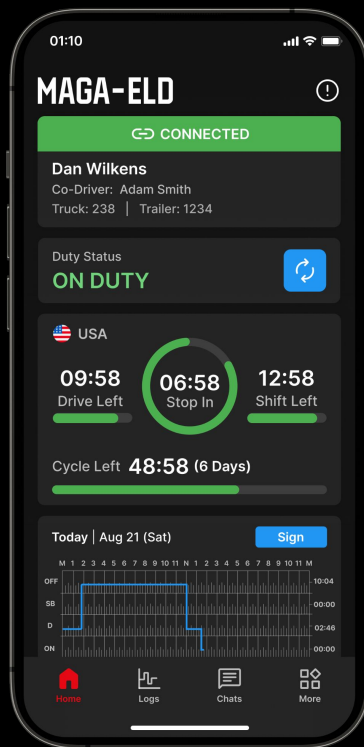 01:10
MAGA-ELD
CONNECTED
Dan Wilkens
Co-Driver: Adam Smith
Truck: 238 | Trailer: 1234
Duty Status
ON DUTY
USA
09:58
Drive Left
06:58
Stop In
12:58
Shift Left
Cycle Left 48:58 (6 Days)
Today | Aug 21 (Sat)
Sign
M 1 2 3 4 5 6 7 8 9 10 11 N 1 2 3 4 5 6 7 8 9 10 11 M
OFF 10:04
SB 00:00
D 02:46
ON 00:00
Home
Logs
Chats
More